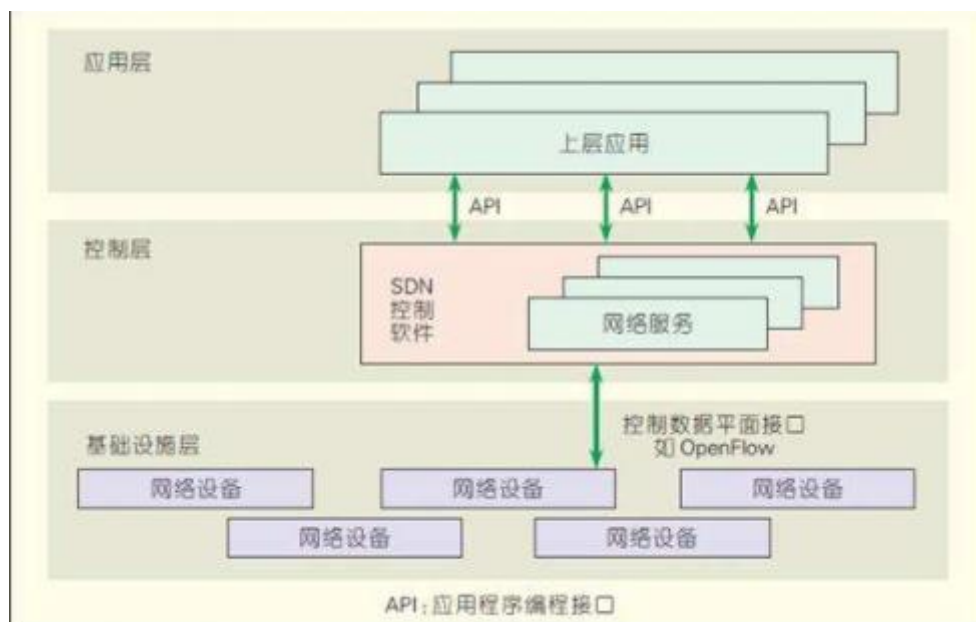 应用层
上层应用
API
API
API
控制层
SDN
控制
软件
网络服务
控制数据平面接口
如 OpenFlow
基础设施层
网络设备
网络设备
网络设备
网络设备
网络设备
API：应用程序编程接口